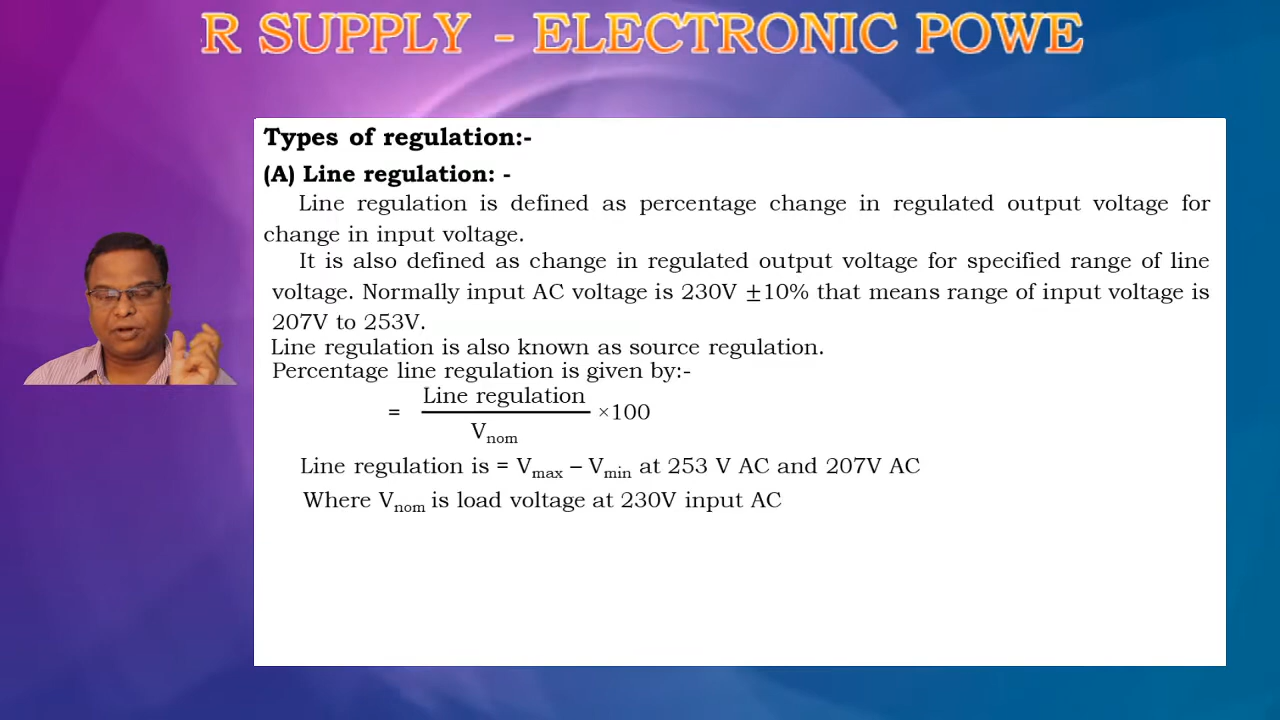 R SUPPLY - ELECTRONIC POWE
Types of regulation:-
(A) Line regulation: -
Line regulation is defined as percentage change in regulated output voltage for
change in input voltage.
It is also defined as change in regulated output voltage for specified range of line
voltage. Normally input AC voltage is 230V ±10% that means range of input voltage is
207V to 253V.
Line regulation is also known as source regulation.
Percentage line regulation is given by:-
= Line regulation / Vnom ×100
Line regulation is = Vmax – Vmin at 253 V AC and 207V AC
Where Vnom is load voltage at 230V input AC